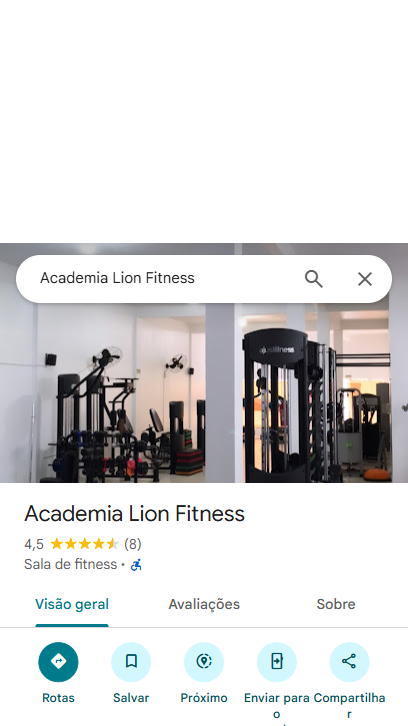 Academia Lion Fitness
Academia Lion Fitness
4,5 (8)
Sala de fitness ·
Visão geral
Avaliações
Sobre
Rotas
Salvar
Próximo
Enviar para
o
Compartilha
r